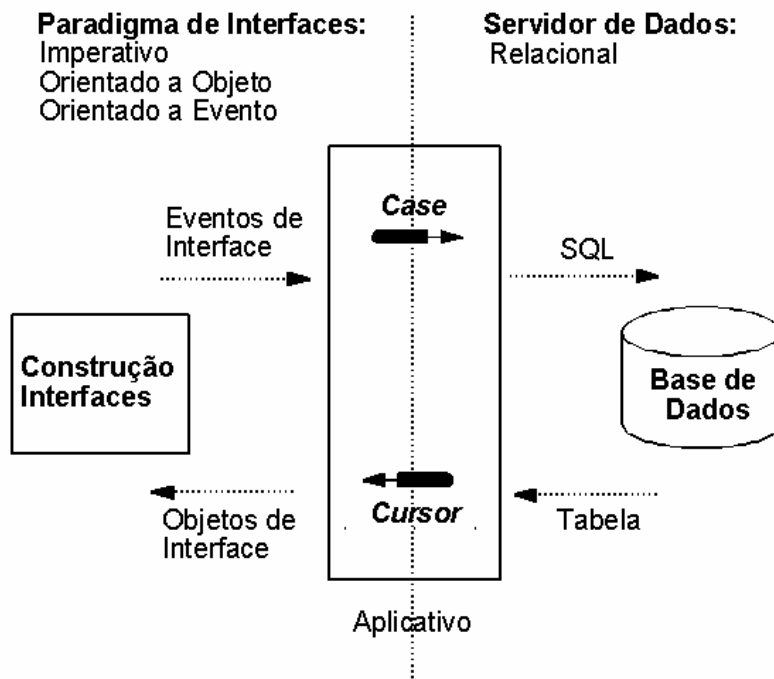 Paradigma de Interfaces:
Imperativo
Orientado a Objeto
Orientado a Evento
Servidor de Dados:
Relacional
Case
Eventos de
Interface
SQL
Construção
Interfaces
Base de
Dados
Cursor
Objetos de
Interface
Tabela
Aplicativo